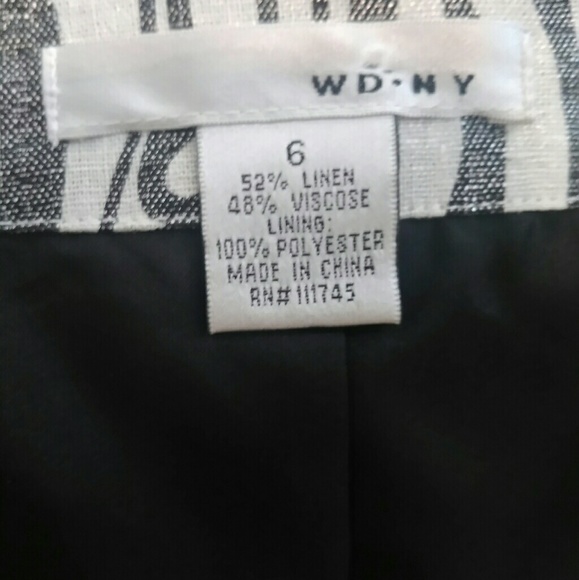 WD·NY
6
52% LINEN
48% VISCOSE
LINING:
100% POLYESTER
MADE IN CHINA
RN#111745